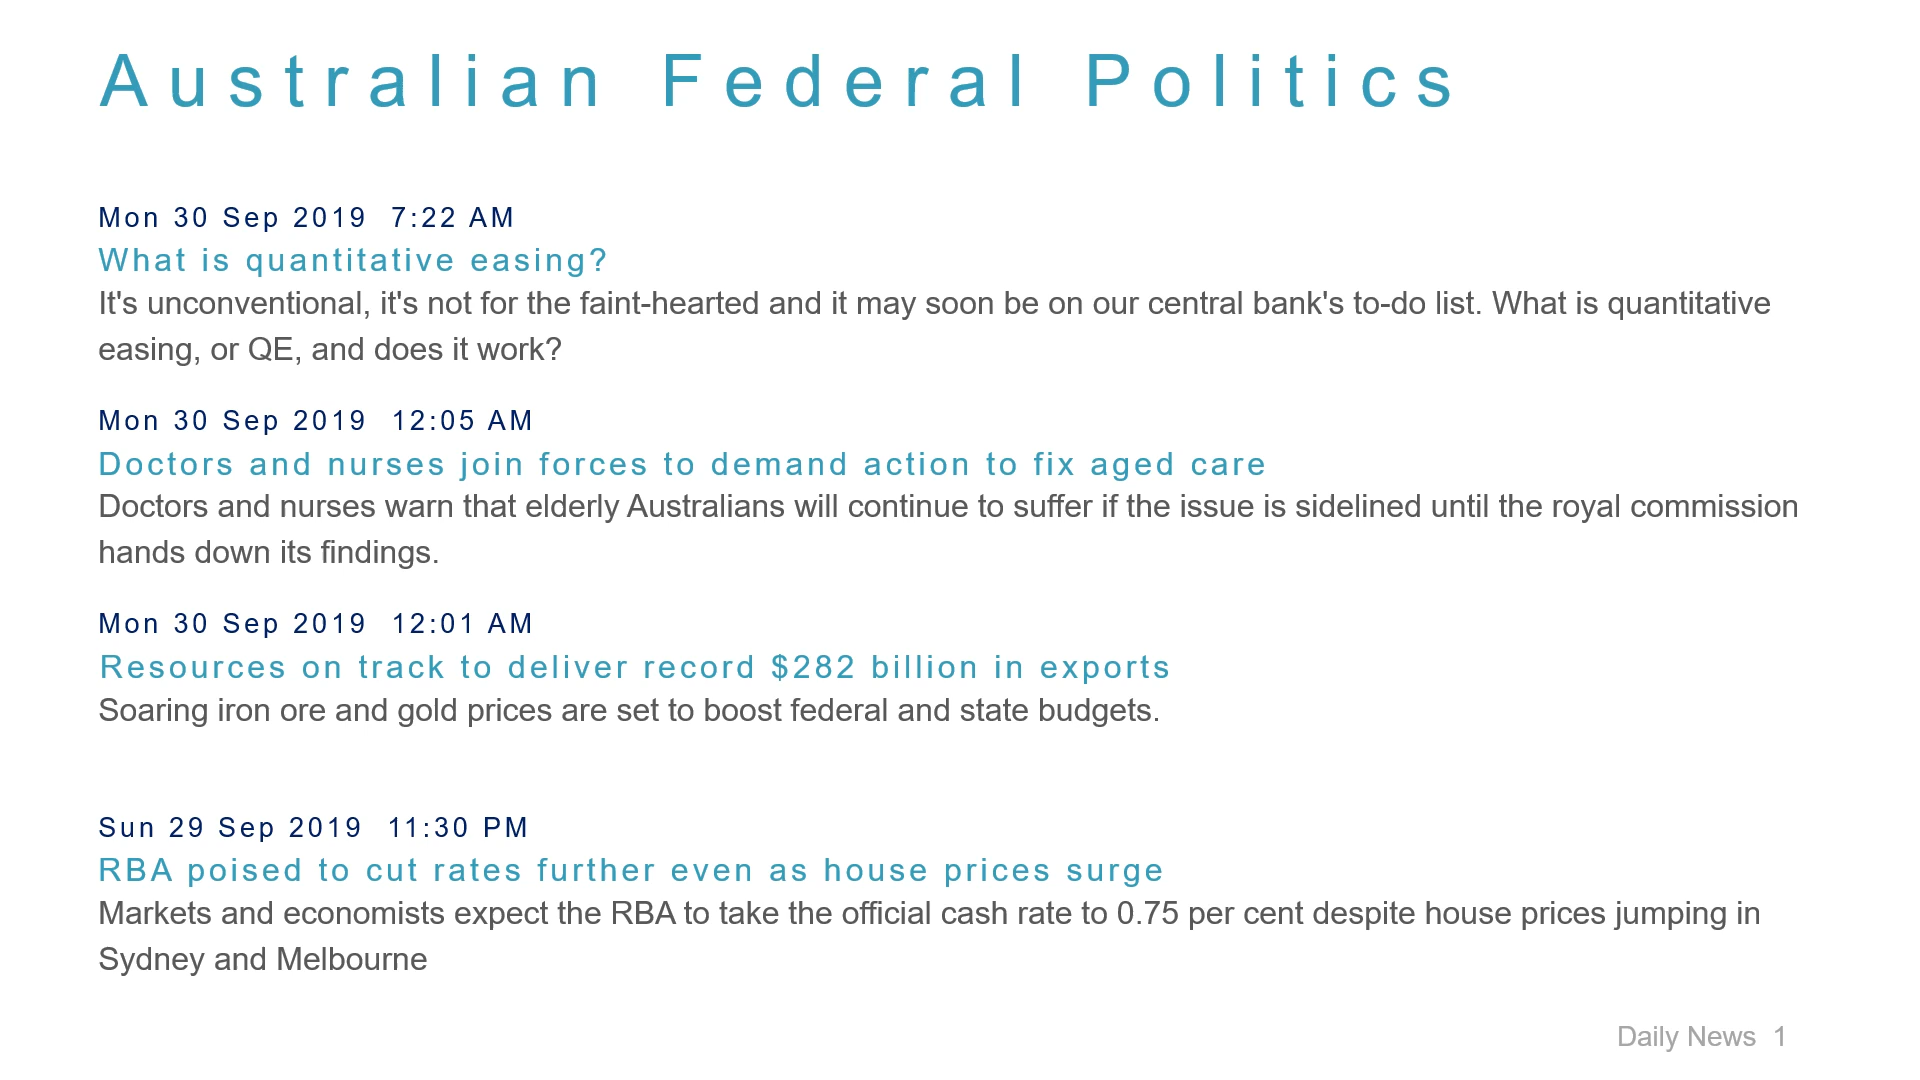 Australian Federal Politics
Mon 30 Sep 2019 7:22 AM
What is quantitative easing?
It's unconventional, it's not for the faint-hearted and it may soon be on our central bank's to-do list. What is quantitative
easing, or QE, and does it work?
Mon 30 Sep 2019 12:05 AM
Doctors and nurses join forces to demand action to fix aged care
Doctors and nurses warn that elderly Australians will continue to suffer if the issue is sidelined until the royal commission
hands down its findings.
Mon 30 Sep 2019 12:01 AM
Resources on track to deliver record $282 billion in exports
Soaring iron ore and gold prices are set to boost federal and state budgets.
Sun 29 Sep 2019 11:30 PM
RBA poised to cut rates further even as house prices surge
Markets and economists expect the RBA to take the official cash rate to 0.75 per cent despite house prices jumping in
Sydney and Melbourne
Daily News 1